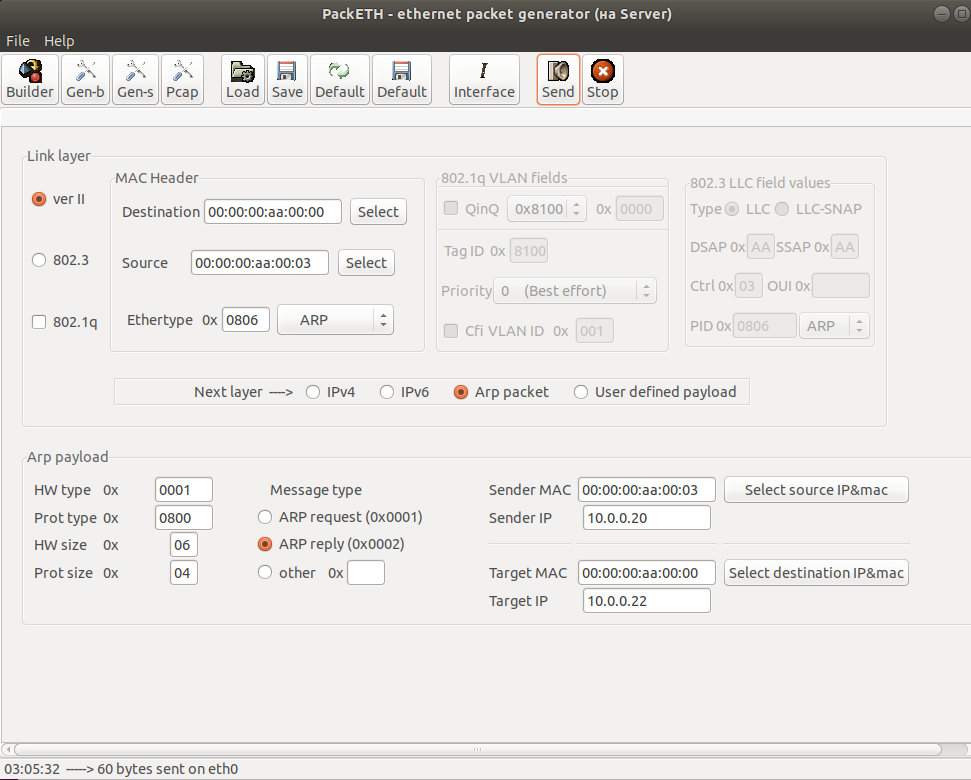 PackETH - ethernet packet generator (на Server)
File Help
Builder Gen-b Gen-s Pcap Load Save Default Default Interface Send Stop
Link layer
ver II
802.3
802.1q
MAC Header
Destination 00:00:00:aa:00:00 Select
Source 00:00:00:aa:00:03 Select
Ethertype 0x 0806 ARP
802.1q VLAN fields
QinQ 0x8100 0x 0000
Tag ID 0x 8100
Priority 0 (Best effort)
Cfi VLAN ID 0x 001
802.3 LLC field values
Type LLC LLC-SNAP
DSAP 0x AA SSAP 0x AA
Ctrl 0x 03 OUI 0x
PID 0x 0806 ARP
Next layer ----> IPv4 IPv6 Arp packet User defined payload
Arp payload
HW type 0x 0001
Prot type 0x 0800
HW size 0x 06
Prot size 0x 04
Message type
ARP request (0x0001)
ARP reply (0x0002)
other 0x
Sender MAC 00:00:00:aa:00:03 Select source IP&mac
Sender IP 10.0.0.20
Target MAC 00:00:00:aa:00:00 Select destination IP&mac
Target IP 10.0.0.22
03:05:32 -----> 60 bytes sent on eth0